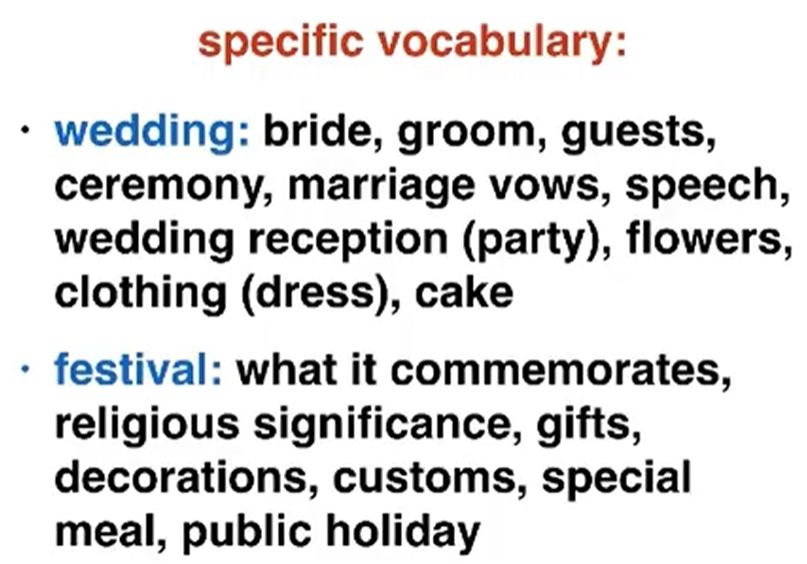 specific vocabulary:
· wedding: bride, groom, guests,
ceremony, marriage vows, speech,
wedding reception (party), flowers,
clothing (dress), cake
· festival: what it commemorates,
religious significance, gifts,
decorations, customs, special
meal, public holiday